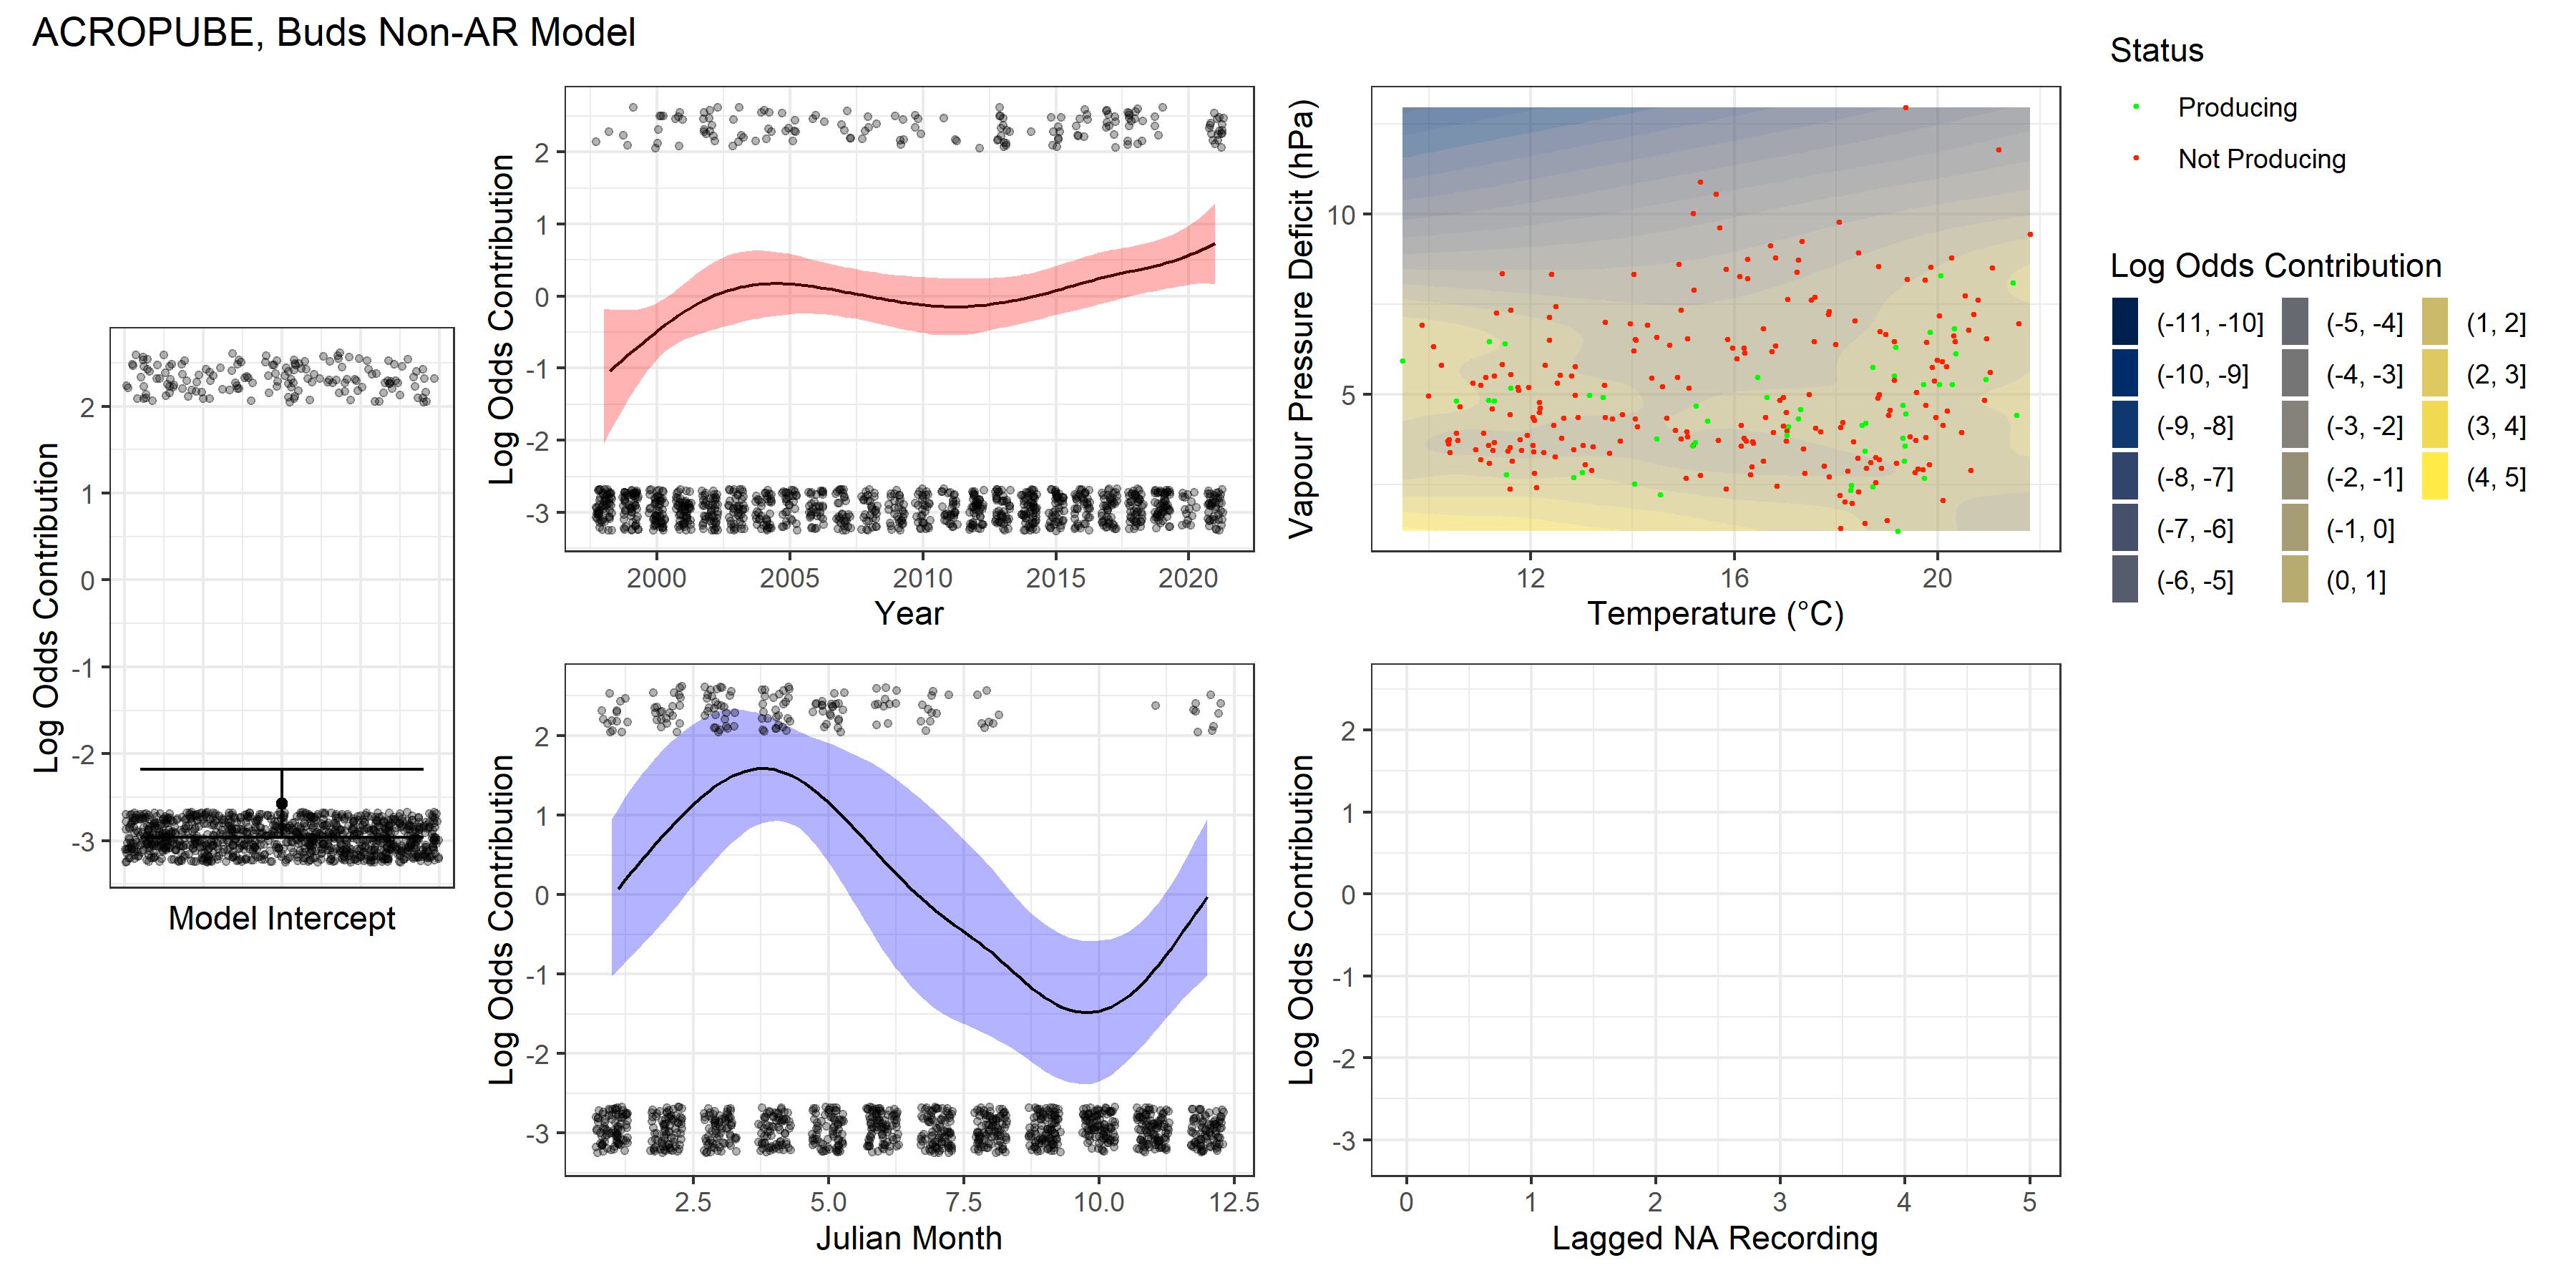 ACROPUBE, Buds Non-AR Model
Log Odds Contribution
2
1
0
-1
-2
-3
Model Intercept
Log Odds Contribution
2
1
0
-1
-2
-3
2000 2005 2010 2015 2020
Year
Vapour Pressure Deficit (hPa)
10
5
12 16 20
Temperature (°C)
Log Odds Contribution
2
1
0
-1
-2
-3
2.5 5.0 7.5 10.0 12.5
Julian Month
Log Odds Contribution
2
1
0
-1
-2
-3
0 1 2 3 4 5
Lagged NA Recording
Status
Producing
Not Producing
Log Odds Contribution
(-11, -10] (-5, -4] (1, 2]
(-10, -9] (-4, -3] (2, 3]
(-9, -8] (-3, -2] (3, 4]
(-8, -7] (-2, -1] (4, 5]
(-7, -6] (-1, 0]
(-6, -5] (0, 1]